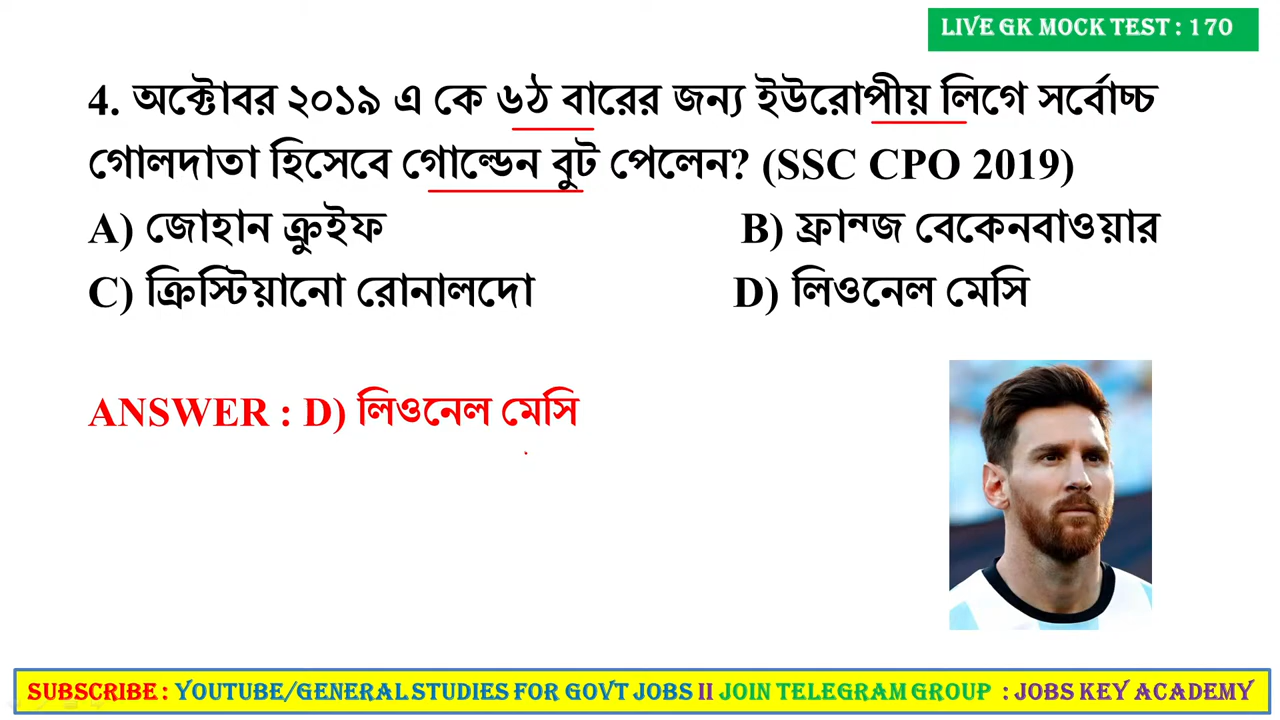 LIVE GK MOCK TEST : 170
4. অক্টোবর ২০১৯ এ কে ৬ঠ বারের জন্য ইউরোপীয় লিগে সর্বোচ্চ
গোলদাতা হিসেবে গোল্ডেন বুট পেলেন? (SSC CPO 2019)
A) জোহান ক্রুইফ B) ফ্রান্জ বেকেনবাওয়ার
C) ক্রিস্টিয়ানো রোনালদো D) লিওনেল মেসি
ANSWER : D) লিওনেল মেসি
SUBSCRIBE : YOUTUBE/GENERAL STUDIES FOR GOVT JOBS II JOIN TELEGRAM GROUP : JOBS KEY ACADEMY